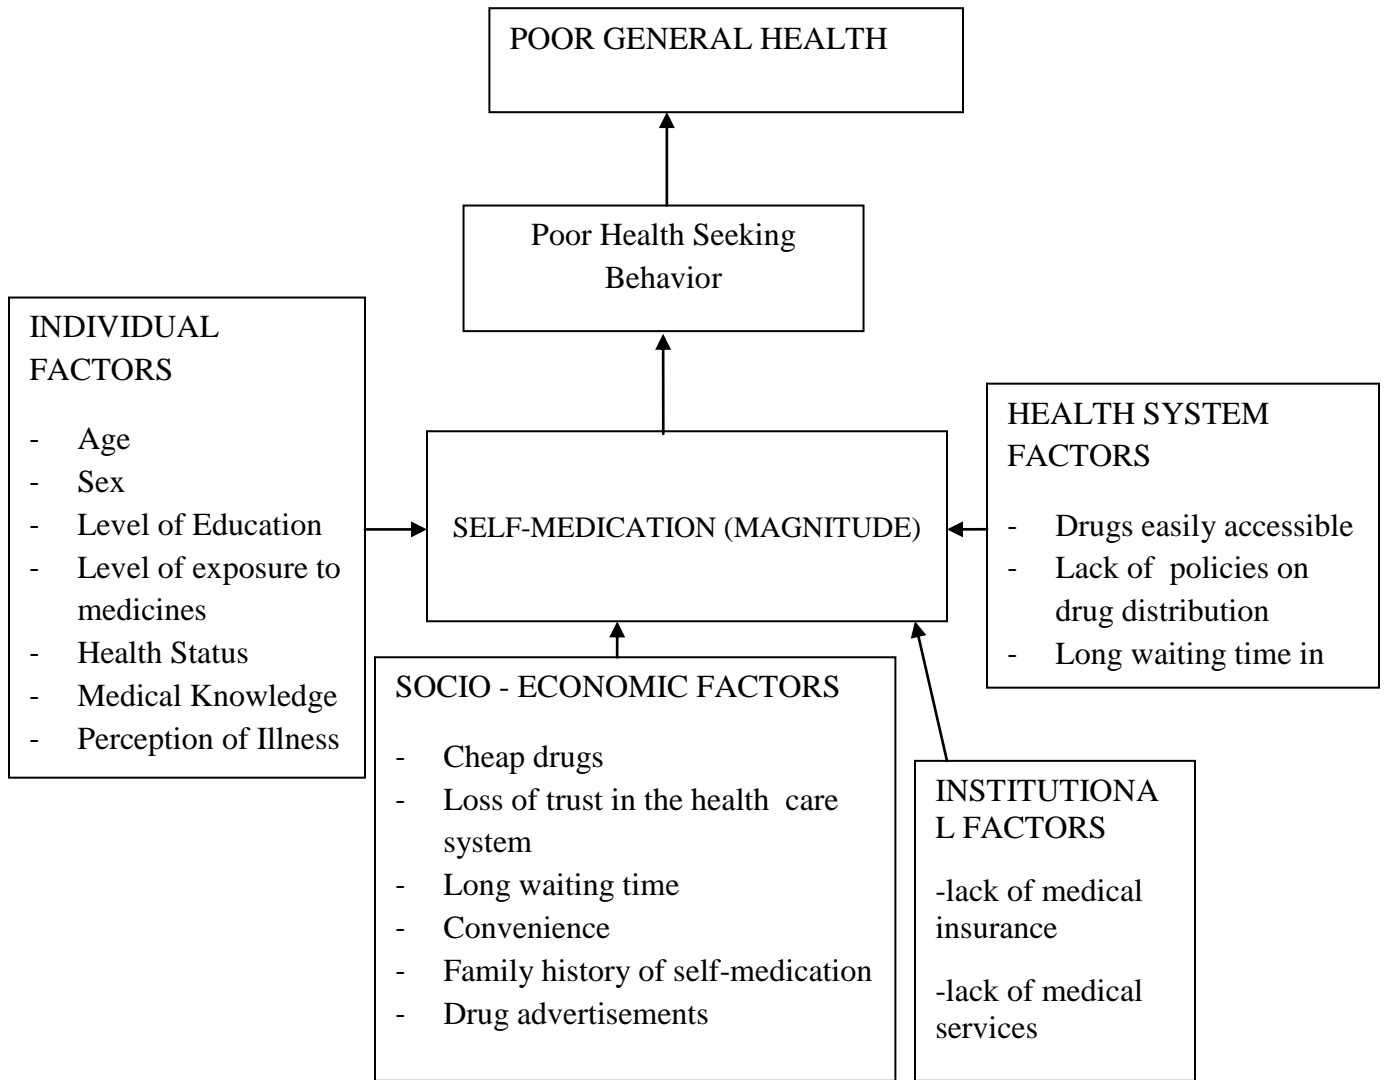 POOR GENERAL HEALTH
Poor Health Seeking
Behavior
INDIVIDUAL
FACTORS
- Age
- Sex
- Level of Education
- Level of exposure to
medicines
- Health Status
- Medical Knowledge
- Perception of Illness
SELF-MEDICATION (MAGNITUDE)
HEALTH SYSTEM
FACTORS
- Drugs easily accessible
- Lack of policies on
drug distribution
- Long waiting time in
SOCIO - ECONOMIC FACTORS
- Cheap drugs
- Loss of trust in the health care
system
- Long waiting time
- Convenience
- Family history of self-medication
- Drug advertisements
INSTITUTIONA
L FACTORS
-lack of medical
insurance
-lack of medical
services